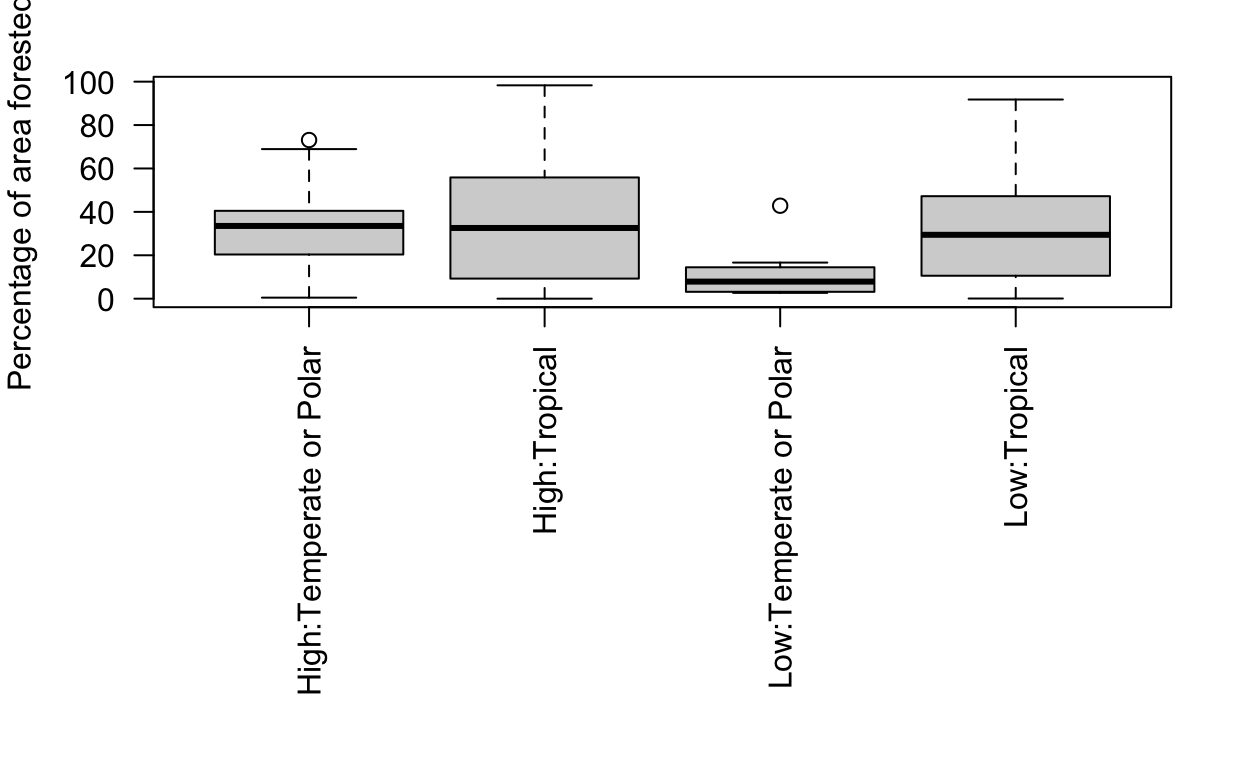 Percentage of area forested
100
80
60
40
20
0
High:Temperate or Polar
High:Tropical
Low:Temperate or Polar
Low:Tropical